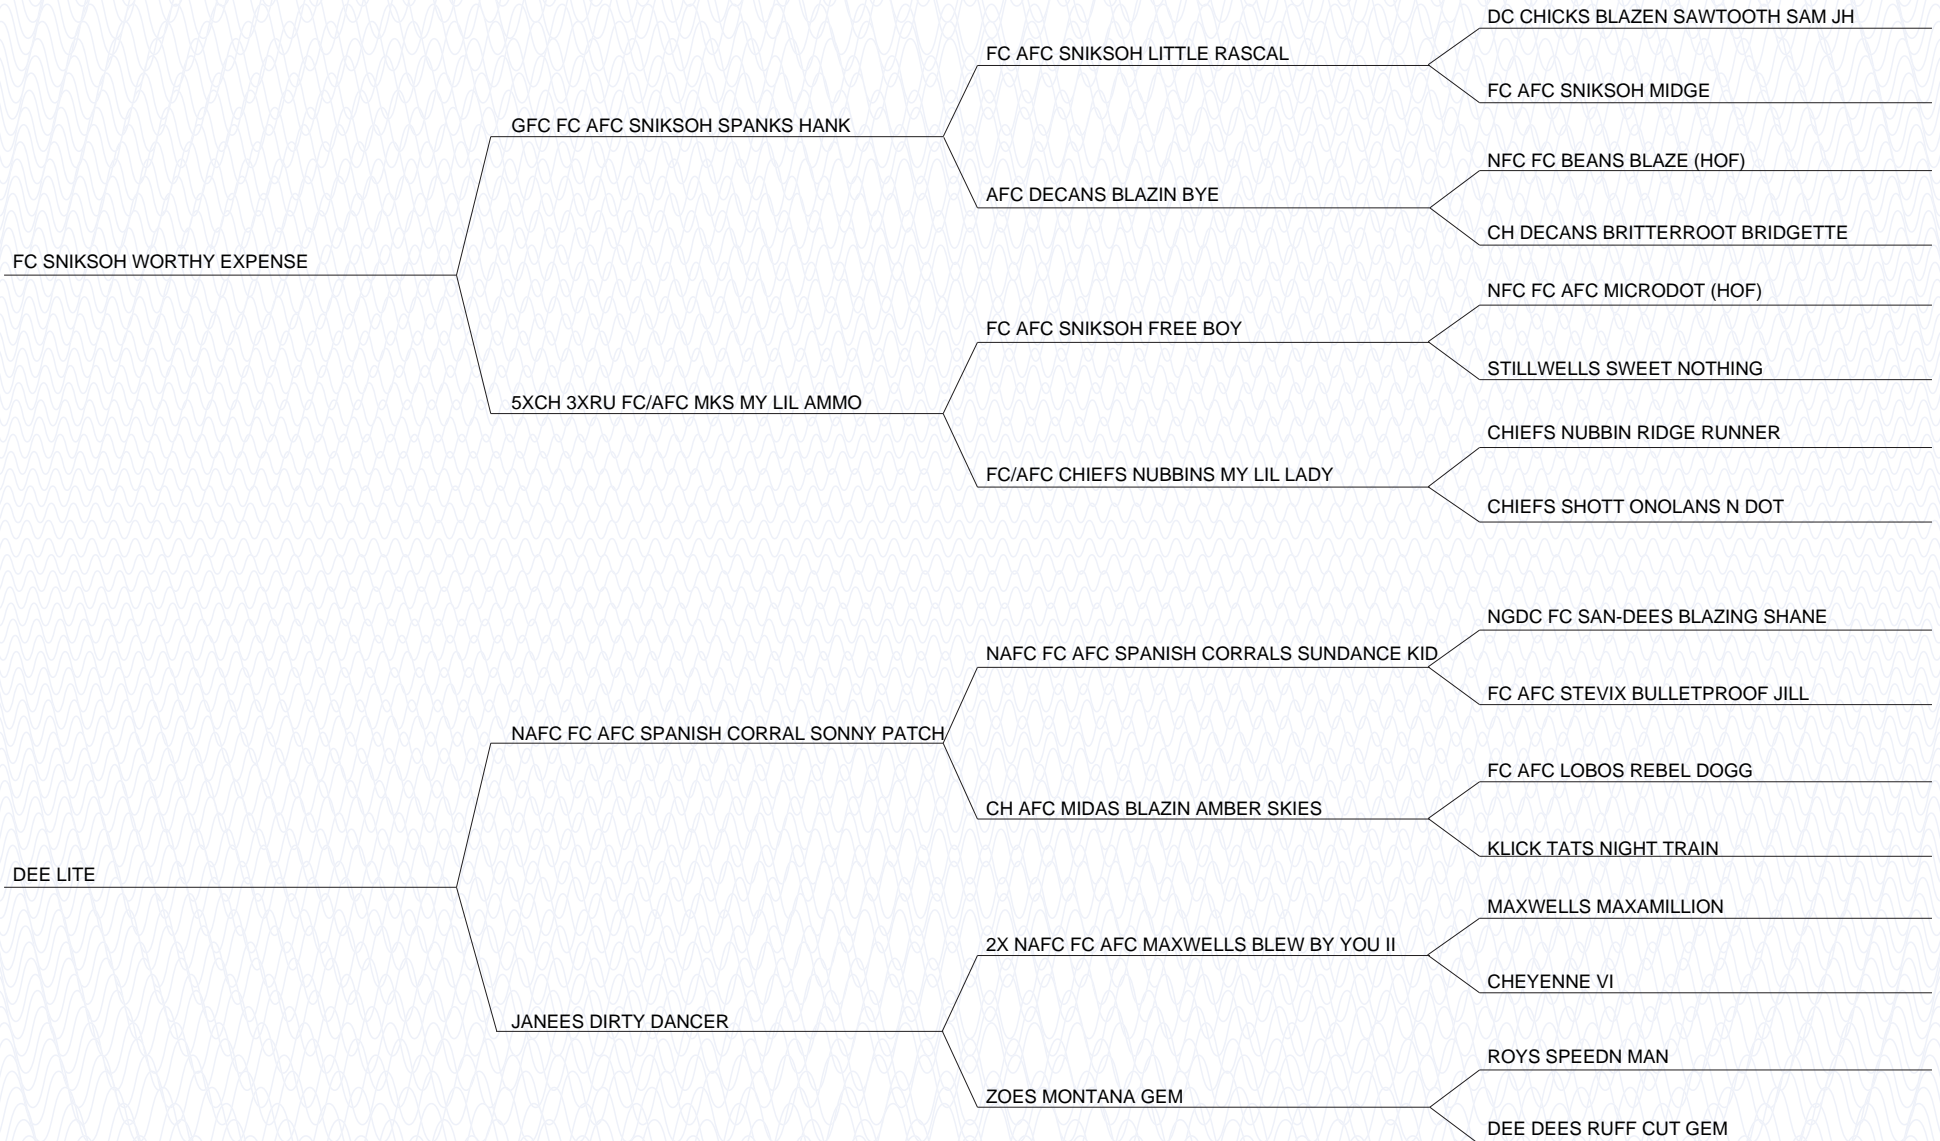 DC CHICKS BLAZEN SAWTOOTH SAM JH
FC AFC SNIKSOH LITTLE RASCAL
FC AFC SNIKSOH MIDGE
GFC FC AFC SNIKSOH SPANKS HANK
NFC FC BEANS BLAZE (HOF)
AFC DECANS BLAZIN BYE
CH DECANS BRITTERROOT BRIDGETTE
FC SNIKSOH WORTHY EXPENSE
NFC FC AFC MICRODOT (HOF)
FC AFC SNIKSOH FREE BOY
STILLWELLS SWEET NOTHING
5XCH 3XRU FC/AFC MKS MY LIL AMMO
CHIEFS NUBBIN RIDGE RUNNER
FC/AFC CHIEFS NUBBINS MY LIL LADY
CHIEFS SHOTT ONOLANS N DOT
NGDC FC SAN-DEES BLAZING SHANE
NAFC FC AFC SPANISH CORRALS SUNDANCE KID
FC AFC STEVIX BULLETPROOF JILL
NAFC FC AFC SPANISH CORRAL SONNY PATCH
FC AFC LOBOS REBEL DOGG
CH AFC MIDAS BLAZIN AMBER SKIES
KLICK TATS NIGHT TRAIN
DEE LITE
MAXWELLS MAXAMILLION
2X NAFC FC AFC MAXWELLS BLEW BY YOU II
CHEYENNE VI
JANEES DIRTY DANCER
ROYS SPEEDN MAN
ZOES MONTANA GEM
DEE DEES RUFF CUT GEM